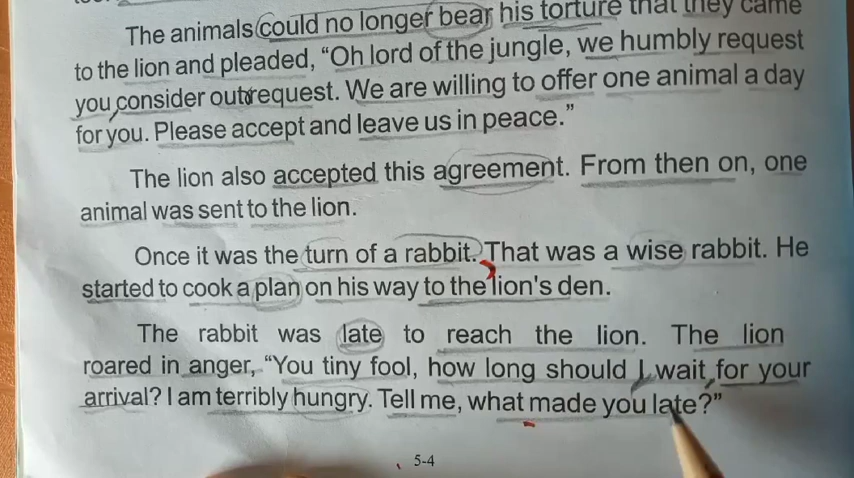 The animals could no longer bear his torture that they came
to the lion and pleaded, “Oh lord of the jungle, we humbly request
you consider our request. We are willing to offer one animal a day
for you. Please accept and leave us in peace.”
The lion also accepted this agreement. From then on, one
animal was sent to the lion.
Once it was the turn of a rabbit. That was a wise rabbit. He
started to cook a plan on his way to the lion's den.
The rabbit was late to reach the lion. The lion
roared in anger, “You tiny fool, how long should I wait for your
arrival? I am terribly hungry. Tell me, what made you late?”
5-4